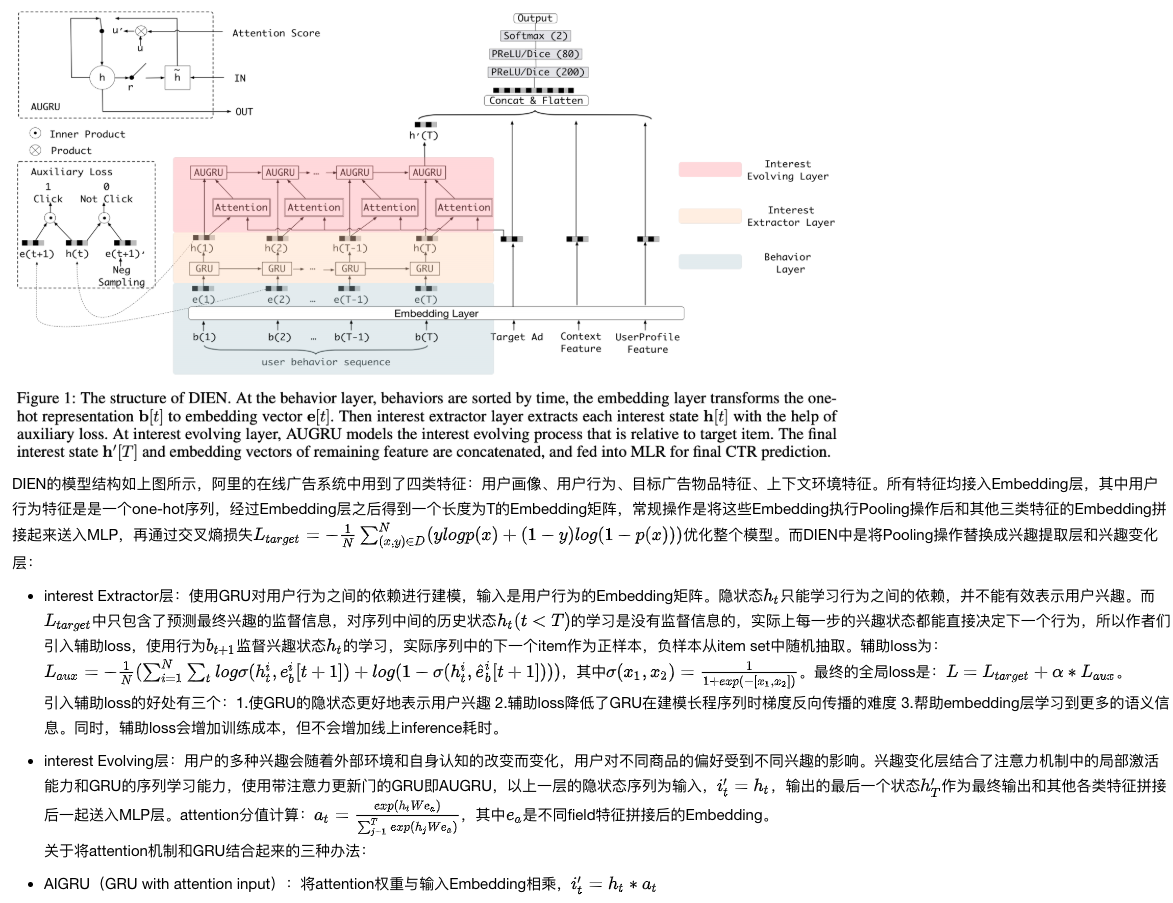 Output
Softmax (2)
PReLU/Dice (80)
PReLU/Dice (200)
Concat & Flatten
u'
u
Attention Score
h
r
h̃
IN
AUGRU
OUT
Inner Product
Product
h'(T)
Auxiliary Loss
1 0
Click Not Click
e(t+1) h(t) e(t+1)'
Neg
Sampling
AUGRU AUGRU ... AUGRU AUGRU
Attention Attention Attention Attention
h(1) h(2) h(T-1) h(T)
GRU GRU ... GRU GRU
e(1) e(2) ... e(T-1) e(T)
Embedding Layer
b(1) b(2) ... b(T-1) b(T)
user behavior sequence
Target Ad
Context
Feature
UserProfile
Feature
Interest
Evolving Layer
Interest
Extractor Layer
Behavior
Layer
Figure 1: The structure of DIEN. At the behavior layer, behaviors are sorted by time, the embedding layer transforms the one-
hot representation b[t] to embedding vector e[t]. Then interest extractor layer extracts each interest state h[t] with the help of
auxiliary loss. At interest evolving layer, AUGRU models the interest evolving process that is relative to target item. The final
interest state h′[T] and embedding vectors of remaining feature are concatenated, and fed into MLR for final CTR prediction.
DIEN的模型结构如上图所示，阿里的在线广告系统中用到了四类特征：用户画像、用户行为、目标广告物品特征、上下文环境特征。所有特征均接入Embedding层，其中用户
行为特征是是一个one-hot序列，经过Embedding层之后得到一个长度为T的Embedding矩阵，常规操作是将这些Embedding执行Pooling操作后和其他三类特征的Embedding拼
接起来送入MLP，再通过交叉熵损失L_{target} = -\frac{1}{N} \sum_{(x,y)∈D}^{N} (ylogp(x) + (1 - y)log(1 - p(x)))优化整个模型。而DIEN中是将Pooling操作替换成兴趣提取层和兴趣变化
层：
• interest Extractor层：使用GRU对用户行为之间的依赖进行建模，输入是用户行为的Embedding矩阵。隐状态h_t只能学习行为之间的依赖，并不能有效表示用户兴趣。而
L_{target}中只包含了预测最终兴趣的监督信息，对序列中间的历史状态h_t(t < T)的学习是没有监督信息的，实际上每一步的兴趣状态都能直接决定下一个行为，所以作者们
引入辅助loss，使用行为b_{t+1}监督兴趣状态h_t的学习，实际序列中的下一个item作为正样本，负样本从item set中随机抽取。辅助loss为：
L_{aux} = -\frac{1}{N}(\sum_{i=1}^{N} \sum_t logσ(h_t^i, e_b^i[t + 1]) + log(1 - σ(h_t^i, ê_b^i[t + 1])))，其中σ(x_1, x_2) = \frac{1}{1+exp(-[x_1,x_2])}。最终的全局loss是：L = L_{target} + α * L_{aux}。
引入辅助loss的好处有三个：1.使GRU的隐状态更好地表示用户兴趣 2.辅助loss降低了GRU在建模长程序列时梯度反向传播的难度 3.帮助embedding层学习到更多的语义信
息。同时，辅助loss会增加训练成本，但不会增加线上inference耗时。
• interest Evolving层：用户的多种兴趣会随着外部环境和自身认知的改变而变化，用户对不同商品的偏好受到不同兴趣的影响。兴趣变化层结合了注意力机制中的局部激活
能力和GRU的序列学习能力，使用带注意力更新门的GRU即AUGRU，以上一层的隐状态序列为输入，i'_t = h_t，输出的最后一个状态h'_T作为最终输出和其他各类特征拼接
后一起送入MLP层。attention分值计算：a_t = \frac{exp(h_tWe_a)}{\sum_{j-1}^{T} exp(h_jWe_a)}，其中e_a是不同field特征拼接后的Embedding。
关于将attention机制和GRU结合起来的三种办法：
• AIGRU（GRU with attention input）：将attention权重与输入Embedding相乘，i'_t = h_t * a_t